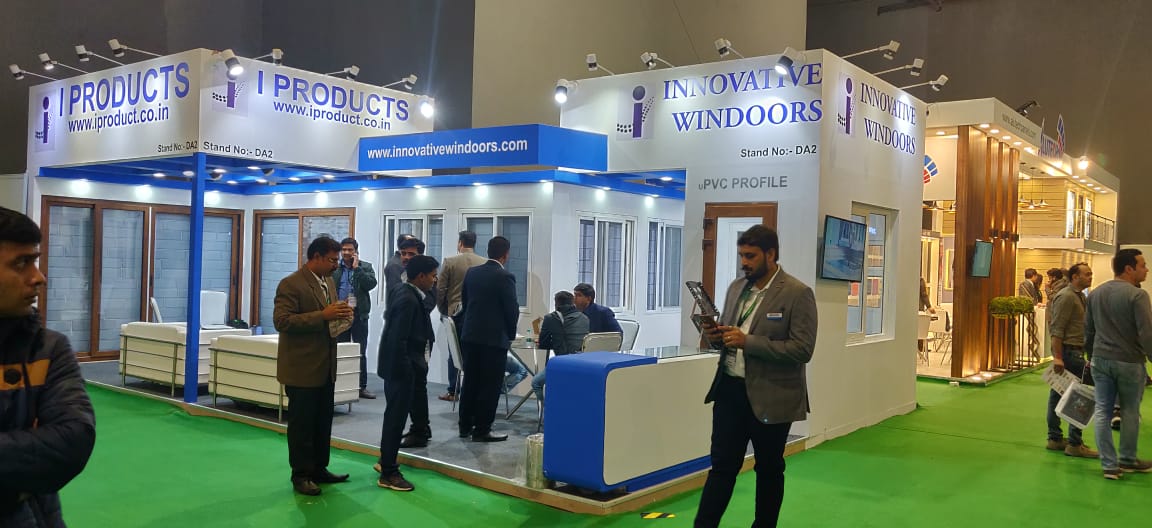 I PRODUCTS
www.iproduct.co.in
Stand No:- DA2
I PRODUCTS
www.iproduct.co.in
Stand No:- DA2
www.innovativewindoors.com
INNOVATIVE
WINDOORS
Stand No:- DA2
uPVC PROFILE
INNOVATIVE
WINDOORS